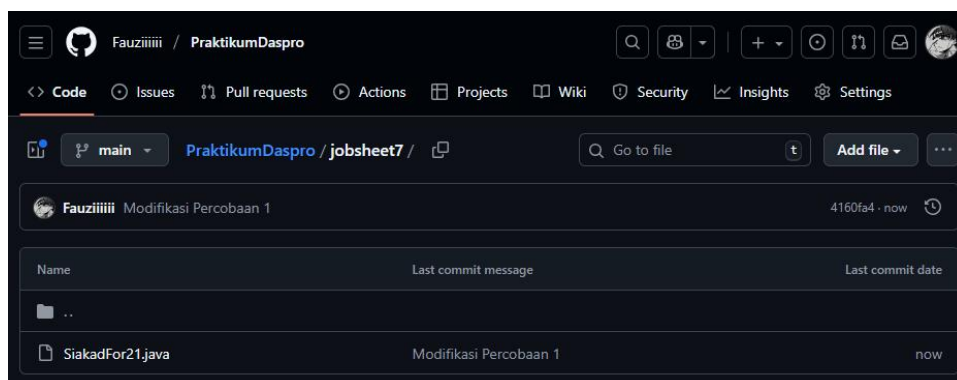 Fauziiiiii / PraktikumDaspro
Code Issues Pull requests Actions Projects Wiki Security Insights Settings
main PraktikumDaspro / jobsheet7 / Go to file t Add file ...
Fauziiiiii Modifikasi Percobaan 1 4160fa4 · now
Name Last commit message Last commit date
..
SiakadFor21.java Modifikasi Percobaan 1 now